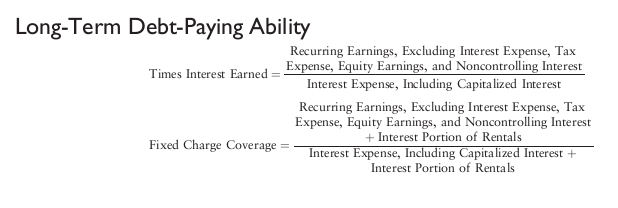 Long-Term Debt-Paying Ability
Recurring Earnings, Excluding Interest Expense, Tax
Expense, Equity Earnings, and Noncontrolling Interest
Times Interest Earned =
Interest Expense, Including Capitalized Interest
Recurring Earnings, Excluding Interest Expense, Tax
Expense, Equity Earnings, and Noncontrolling Interest
+ Interest Portion of Rentals
Fixed Charge Coverage =
Interest Expense, Including Capitalized Interest +
Interest Portion of Rentals